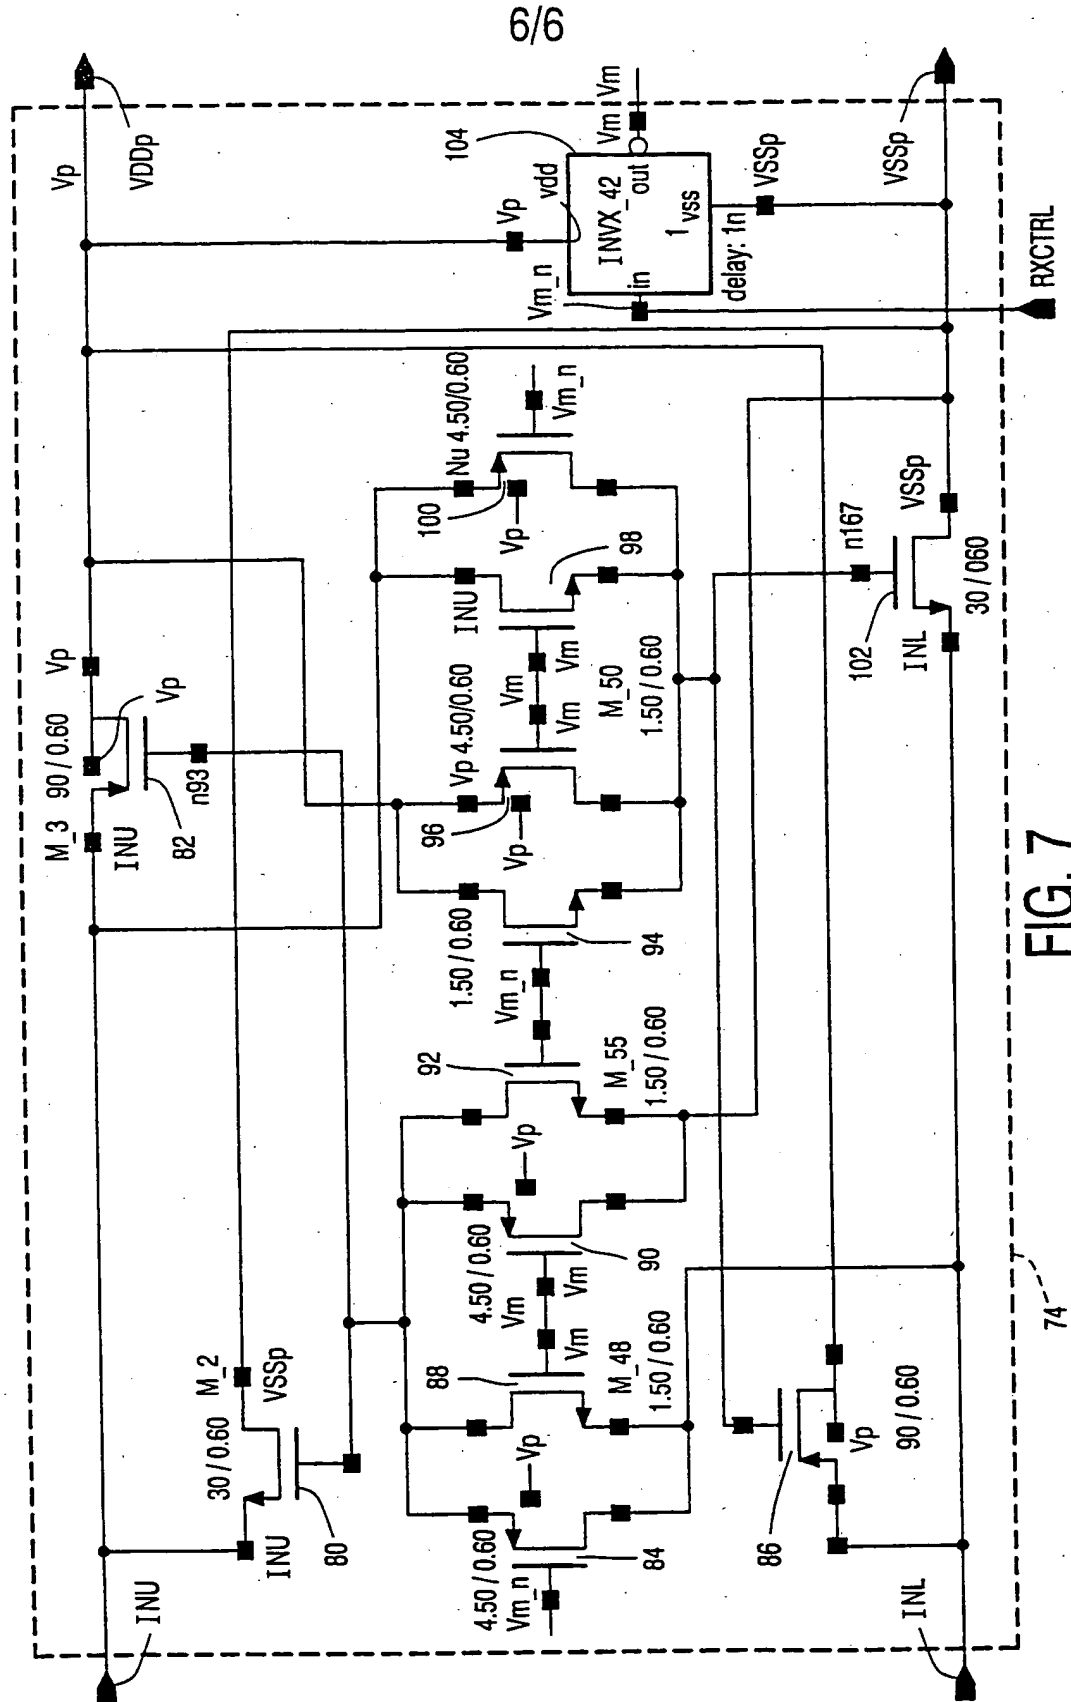 9/9
Vp
VDDp
M_3 90 / 0.60
Vp
Vp
INU
82
n93
INU
INU
30 / 0.60
M_2
VSSp
80
Vp
Vm_n
vdd
104
INVX_42
in
out
Vm Vm
1
vss
delay: 1n
VSSp
VSSp
RXCTRL
4.50 / 0.60
Vm_n
84
Vp
88
Vm
M_48
1.50 / 0.60
4.50 / 0.60
Vm
Vm
90
Vp
92
M_55
1.50 / 0.60
Vm_n
1.50 / 0.60
94
Vp 4.50/0.60
96
Vp
Vm
Vm
Vm
M_50
1.50 / 0.60
INU
98
Nu 4.50/0.60
100
Vp
Vm_n
86
Vp
90 / 0.60
102
n167
VSSp
INL
30 / 060
INL
74
FIG. 7